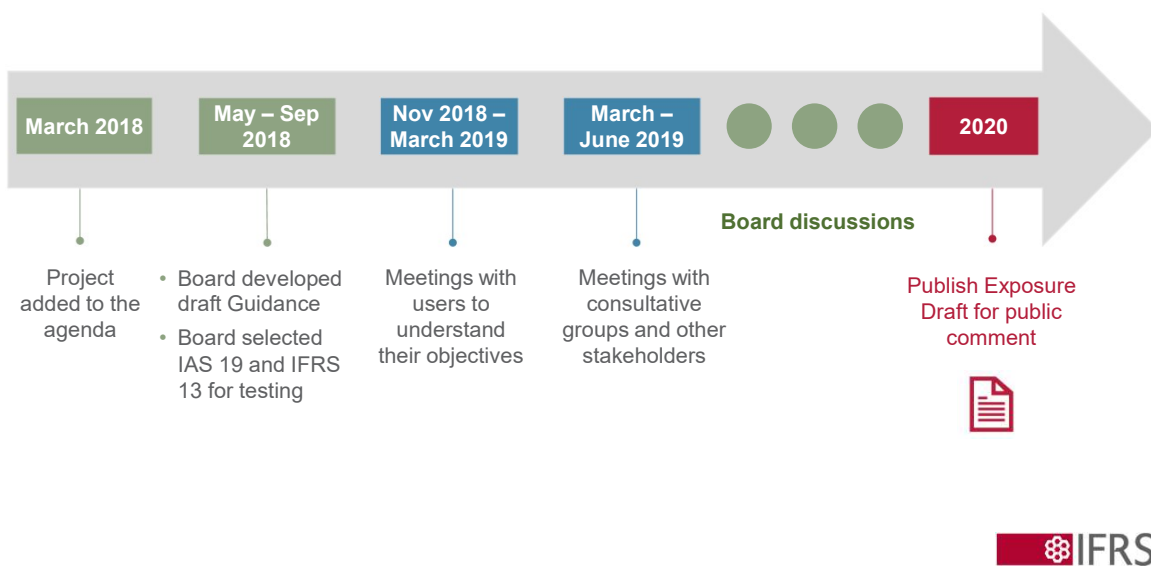 March 2018
May – Sep
2018
Nov 2018 –
March 2019
March –
June 2019
2020
Board discussions
Project
added to the
agenda
• Board developed
draft Guidance
• Board selected
IAS 19 and IFRS
13 for testing
Meetings with
users to
understand
their objectives
Meetings with
consultative
groups and other
stakeholders
Publish Exposure
Draft for public
comment
IFRS